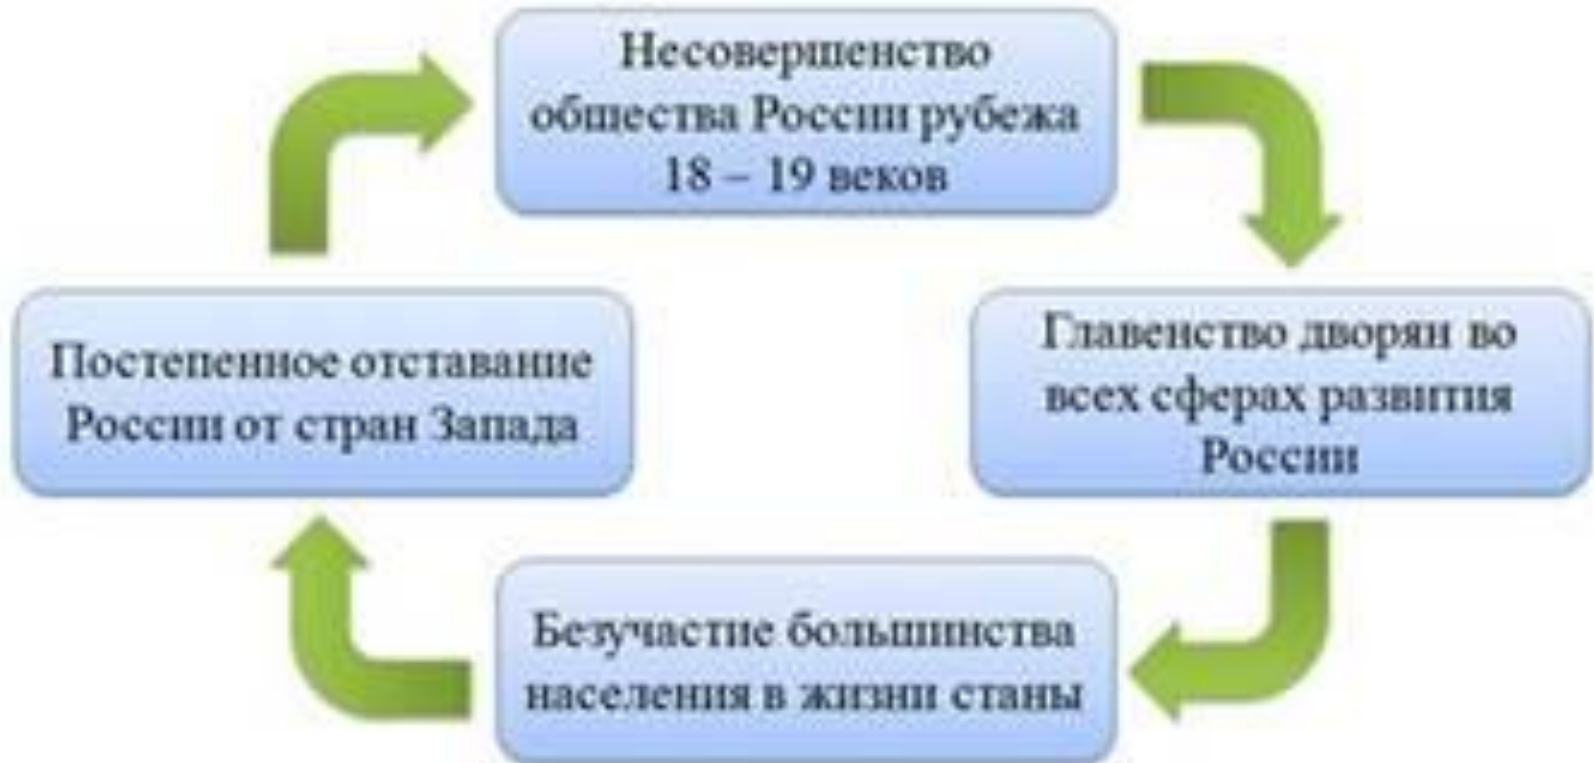 Несовершенство
общества России рубежа
18 – 19 веков
Главенство дворян во
всех сферах развития
России
Безучастие большинства
населения в жизни станы
Постепенное отставание
России от стран Запада